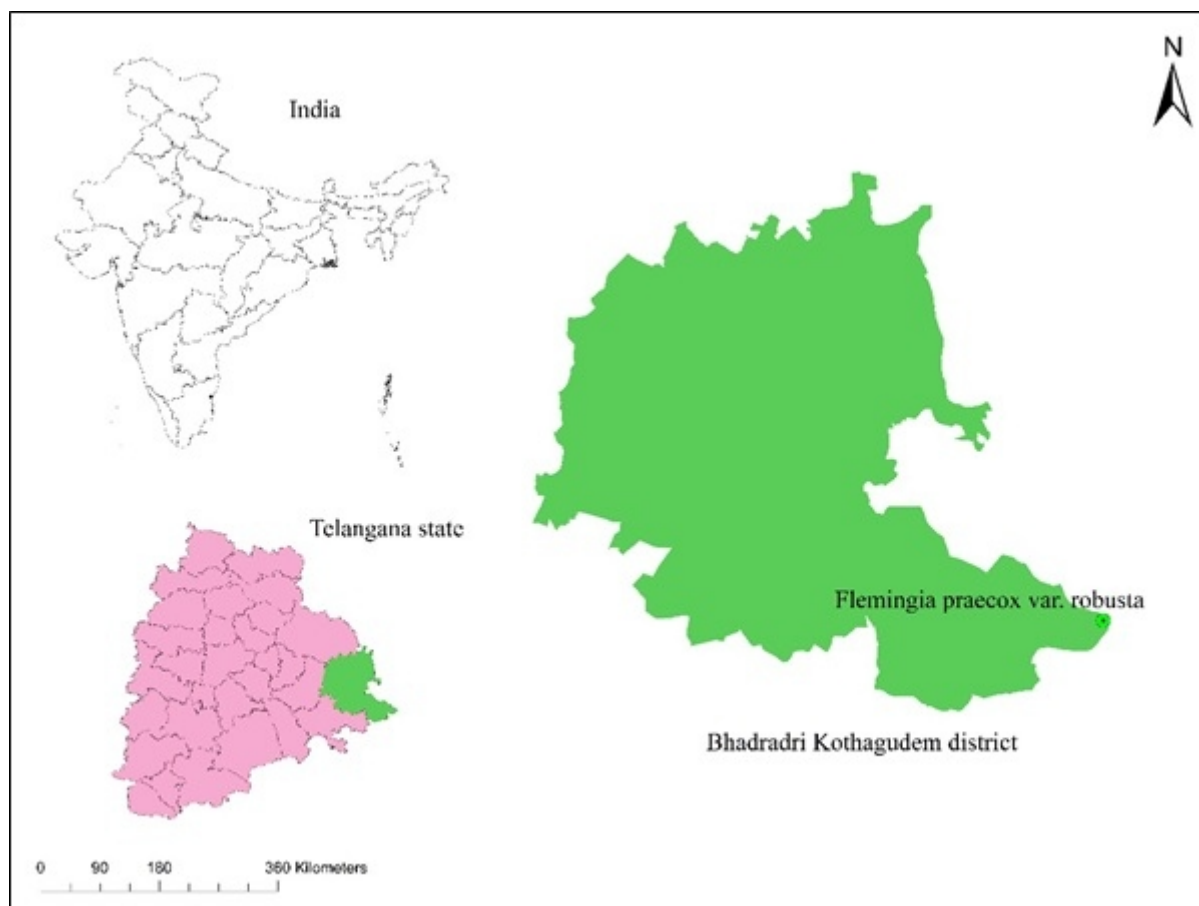 N
India
Telangana state
Flemingia praecox var. robusta
Bhadradri Kothagudem district
0 90 180 360 Kilometers